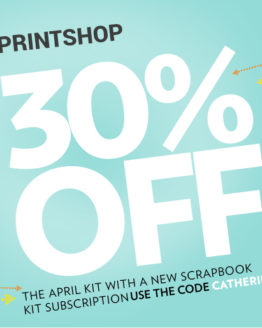 PRINTSHOP
30%
OFF
THE APRIL KIT WITH A NEW SCRAPBOOK
KIT SUBSCRIPTION USE THE CODE